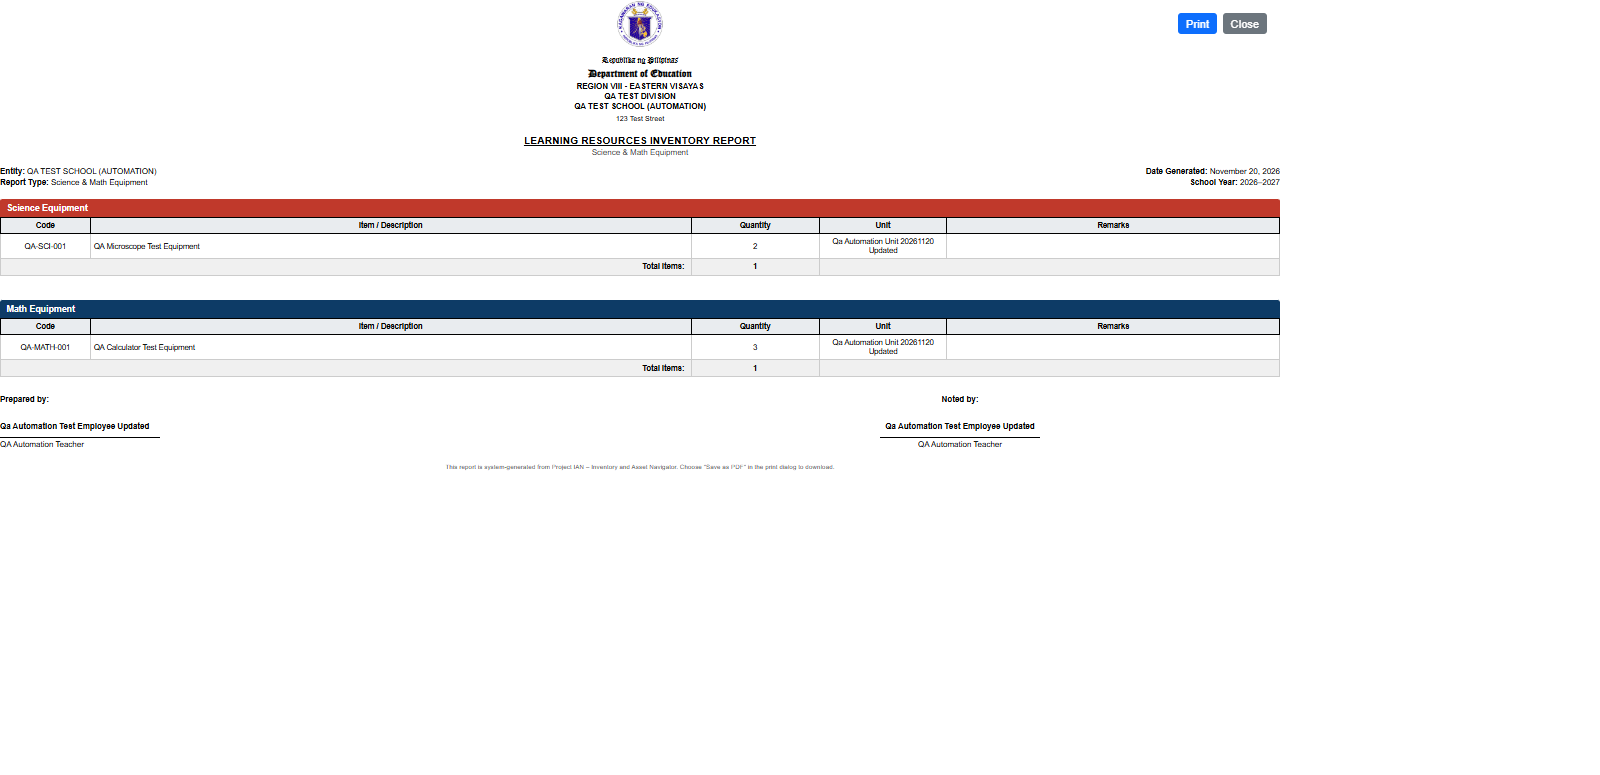 Print Close
KAGAWARAN NG EDUKASYON
REPUBLIKA NG PILIPINAS
Republika ng Pilipinas
Department of Education
REGION VIII - EASTERN VISAYAS
QA TEST DIVISION
QA TEST SCHOOL (AUTOMATION)
123 Test Street
LEARNING RESOURCES INVENTORY REPORT
Science & Math Equipment
Entity: QA TEST SCHOOL (AUTOMATION) Date Generated: November 20, 2026
Report Type: Science & Math Equipment School Year: 2026–2027
Science Equipment
Code Item / Description Quantity Unit Remarks
QA-SCI-001 QA Microscope Test Equipment 2 Qa Automation Unit 20261120
Updated
Total Items: 1
Math Equipment
Code Item / Description Quantity Unit Remarks
QA-MATH-001 QA Calculator Test Equipment 3 Qa Automation Unit 20261120
Updated
Total Items: 1
Prepared by: Noted by:
Qa Automation Test Employee Updated Qa Automation Test Employee Updated
QA Automation Teacher QA Automation Teacher
This report is system-generated from Project IAN – Inventory and Asset Navigator. Choose "Save as PDF" in the print dialog to download.